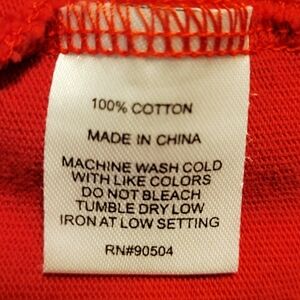 100% COTTON
MADE IN CHINA
MACHINE WASH COLD
WITH LIKE COLORS
DO NOT BLEACH
TUMBLE DRY LOW
IRON AT LOW SETTING
RN#90504